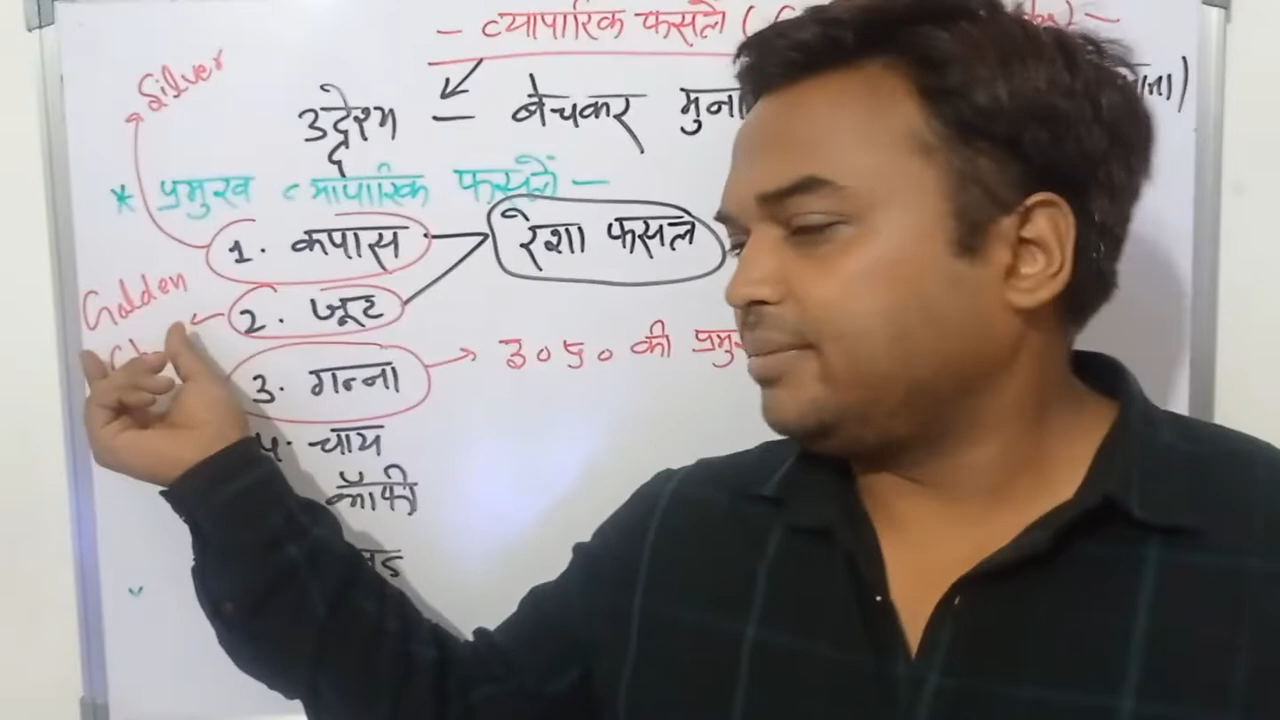 - व्यापारिक फसले (
Silver
उद्देश्य - बेचकर मुना
* प्रमुख व्यापारिक फसलें -
1. कपास रेशा फसल
Golden
2. जूट
3. गन्ना → उ०प्र० की प्रमु
4. चाय
कॉफी